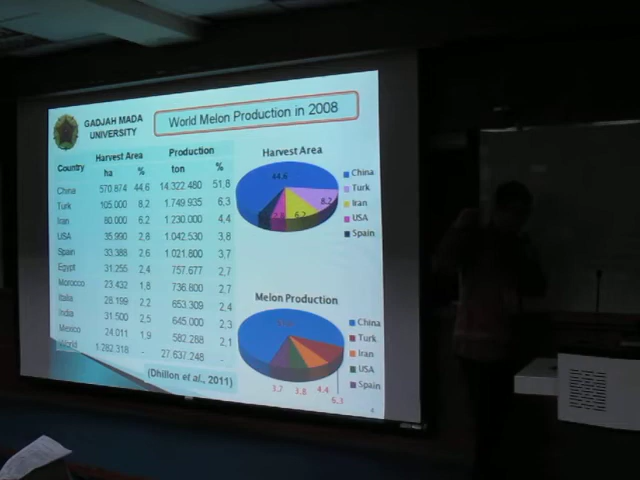 GADJAH MADA
UNIVERSITY
World Melon Production in 2008
Country Harvest Area Production
ha % ton %
China 570.874 44,6 14.322.480 51,8
Turk 105.000 8,2 1.749.935 6,3
Iran 80.000 6,2 1.230.000 4,4
USA 35.990 2,8 1.042.530 3,8
Spain 33.388 2,6 1.021.800 3,7
Egypt 31.255 2,4 757.677 2,7
Morocco 23.432 1,8 736.800 2,7
Italia 28.199 2,2 653.309 2,4
India 31.500 2,5 645.000 2,3
Mexico 24.011 1,9 582.288 2,1
World 1.282.318 - 27.637.248 -
(Dhillon et al., 2011)
Harvest Area
44,6
8,2
6,2
China
Turk
Iran
USA
Spain
Melon Production
3,7 3,8 4,4 6,3
China
Turk
Iran
USA
Spain